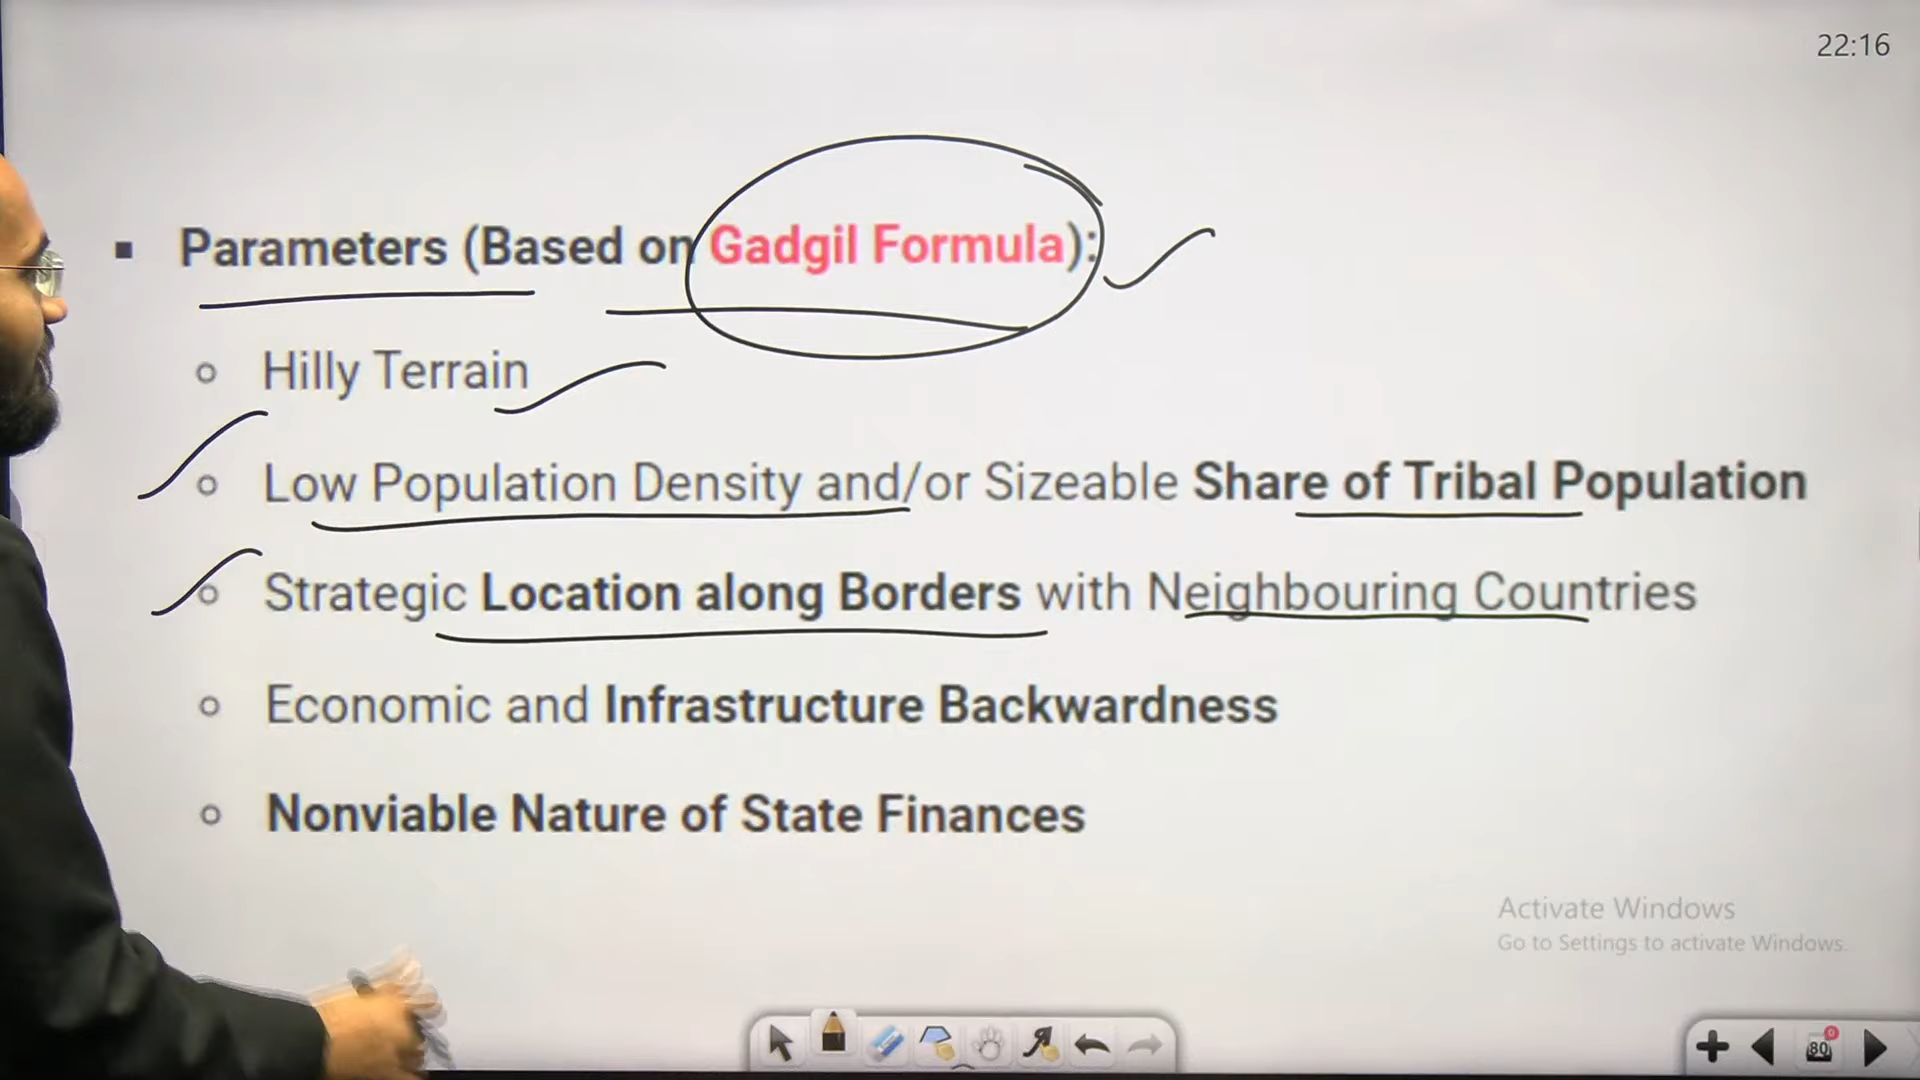 22:16
▪ Parameters (Based on Gadgil Formula):
o Hilly Terrain
o Low Population Density and/or Sizeable Share of Tribal Population
o Strategic Location along Borders with Neighbouring Countries
o Economic and Infrastructure Backwardness
o Nonviable Nature of State Finances
Activate Windows
Go to Settings to activate Windows.
0
80